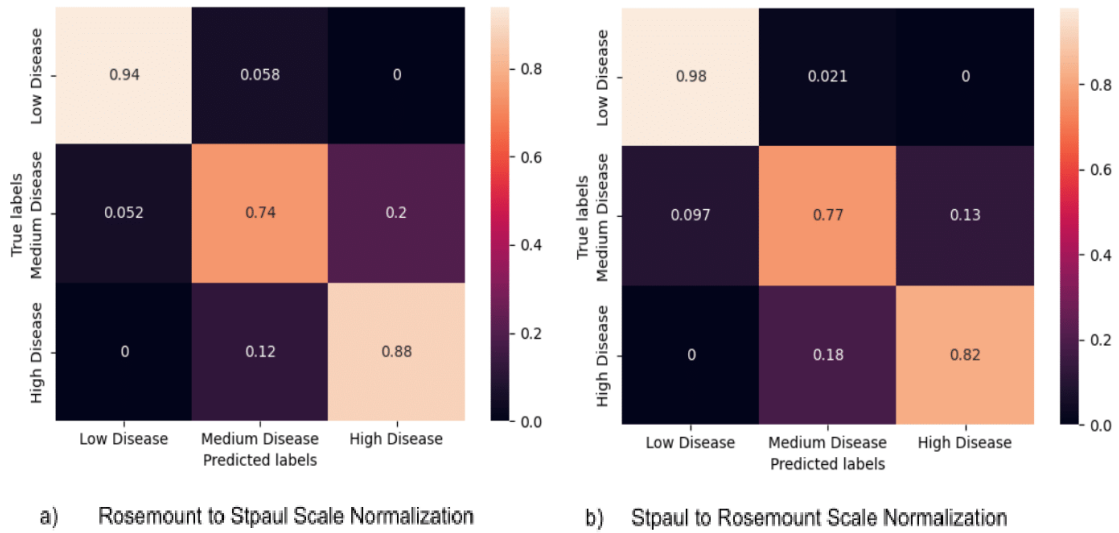 Low Disease
Medium Disease
High Disease
True labels
0.94 0.058 0
0.052 0.74 0.2
0 0.12 0.88
Low Disease Medium Disease High Disease
Predicted labels
0.8
0.6
0.4
0.2
0.0
a) Rosemount to Stpaul Scale Normalization
Low Disease
Medium Disease
High Disease
True labels
0.98 0.021 0
0.097 0.77 0.13
0 0.18 0.82
Low Disease Medium Disease High Disease
Predicted labels
0.8
0.6
0.4
0.2
0.0
b) Stpaul to Rosemount Scale Normalization